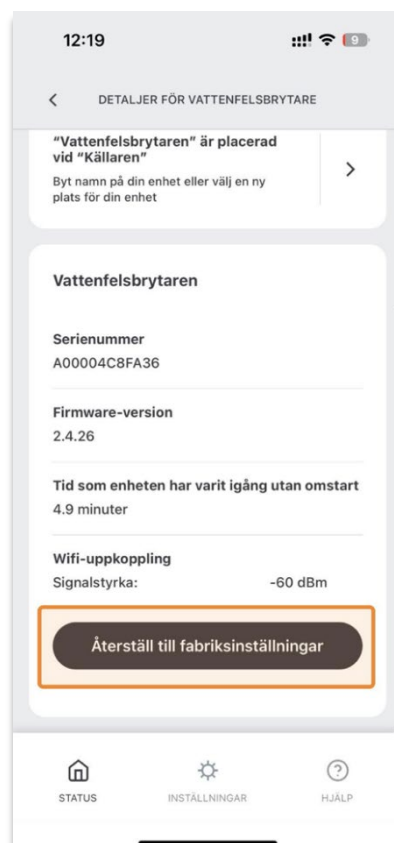 12:19
9
DETALJER FÖR VATTENFELSBRYTARE
“Vattenfelsbrytaren” är placerad
vid “Källaren”
Byt namn på din enhet eller välj en ny
plats för din enhet
Vattenfelsbrytaren
Serienummer
A00004C8FA36
Firmware-version
2.4.26
Tid som enheten har varit igång utan omstart
4.9 minuter
Wifi-uppkoppling
Signalstyrka: -60 dBm
Återställ till fabriksinställningar
STATUS INSTÄLLNINGAR HJÄLP